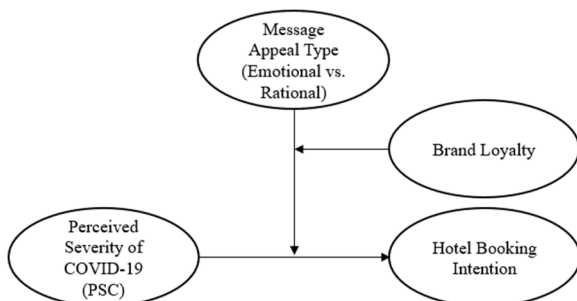 Message
Appeal Type
(Emotional vs.
Rational)
Brand Loyalty
Perceived
Severity of
COVID-19
(PSC)
Hotel Booking
Intention